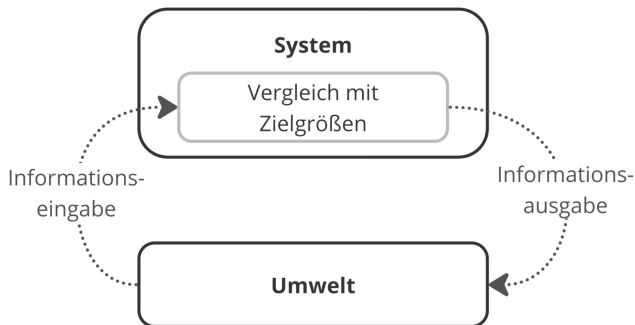 System
Vergleich mit
Zielgrößen
Informations-
eingabe
Informations-
ausgabe
Umwelt